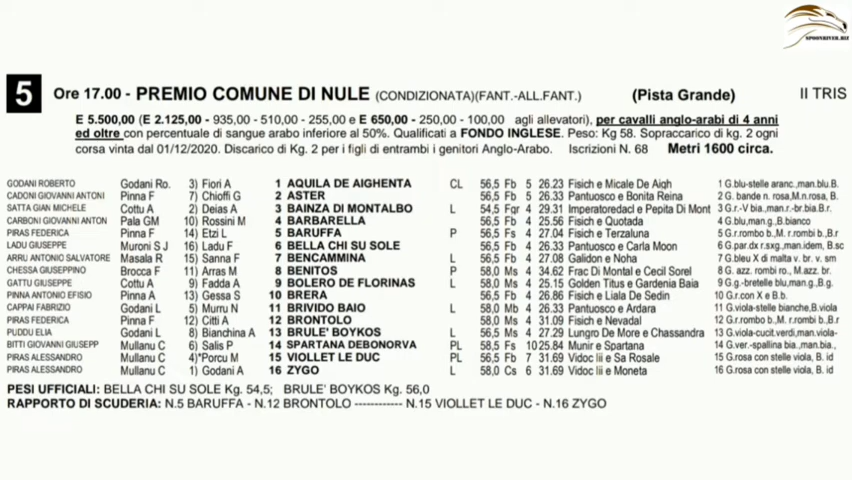 SPOONRIVER.BIZ
5 Ore 17.00 - PREMIO COMUNE DI NULE (CONDIZIONATA)(FANT.-ALL.FANT.) (Pista Grande) II TRIS
E 5.500,00 (E 2.125,00 - 935,00 - 510,00 - 255,00 e E 650,00 - 250,00 - 100,00 agli allevatori), per cavalli anglo-arabi di 4 anni
ed oltre con percentuale di sangue arabo inferiore al 50%. Qualificati a FONDO INGLESE. Peso: Kg 58. Sopraccarico di kg. 2 ogni
corsa vinta dal 01/12/2020. Discarico di Kg. 2 per i figli di entrambi i genitori Anglo-Arabo. Iscrizioni N. 68 Metri 1600 circa.
GODANI ROBERTO Godani Ro. 3) Fiori A 1 AQUILA DE AIGHENTA CL 56,5 Fb 5 26.23 Fisich e Micale De Aigh 1 G.blu-stelle aranc.,man.blu.B.
CADONI GIOVANNI ANTONI Pinna F 7) Chioffi G 2 ASTER 56,5 Fb 4 26.33 Pantuosco e Bonita Reina 2 G. bande n. rosa,M.n.rosa, B.
SATTA GIAN MICHELE Cottu A 2) Deias A 3 BAINZA DI MONTALBO L 54,5 Fgr 4 29.31 Imperatoredacl e Pepita Di Mont 3 G.r.-V bia.,man.r.-br.bia.B.r.
CARBONI GIOVANNI ANTON Pala GM 10) Rossini M 4 BARBARELLA 56,5 Fb 4 25.56 Fisich e Quotada 4 G.blu,man.g.,B.bianco
PIRAS FEDERICA Pinna F 14) Etzi L 5 BARUFFA P 56,5 Fs 4 27.04 Fisich e Terzaluna 5 G.r.rombo b., M.r.rombi b.,B.r
LADU GIUSEPPE Muroni S J 16) Ladu F 6 BELLA CHI SU SOLE 56,5 Fb 4 26.33 Pantuosco e Carla Moon 6 G.par.dx r.sxg.,man.idem, B.sc
ARRU ANTONIO SALVATORE Masala R 15) Sanna F 7 BENCAMMINA L 56,5 Fb 4 27.08 Galidon e Noha 7 G.bleu X di malta v. br. v. sm
CHESSA GIUSEPPINO Brocca F 11) Arras M 8 BENITOS P 58,0 Ms 4 34.62 Frac Di Montal e Cecil Sorel 8 G. azz. rombi ro., M.azz. br.
GATTU GIUSEPPE Cottu A 9) Fadda A 9 BOLERO DE FLORINAS L 58,0 Ms 4 25.15 Golden Titus e Gardenia Baia 9 G.g.-bretelle blu,man.g.,B.g.
PINNA ANTONIO EFISIO Pinna A 13) Gessa S 10 BRERA 56,5 Fb 4 26.86 Fisich e Liala De Sedin 10 G.r.con X e B.b.
CAPPAI FABRIZIO Godani L 5) Murru N 11 BRIVIDO BAIO L 58,0 Mb 4 26.33 Pantuosco e Ardara 11 G.viola-stelle bianche,B.viola
PIRAS FEDERICA Pinna F 12) Citti A 12 BRONTOLO 58,0 Ms 4 31.09 Fisich e Nevadal 12 G.r.rombo b., M.r.rombi b.,B.r
PUDDU ELIA Godani L 8) Bianchina A 13 BRULE' BOYKOS L 56,5 Ms 4 27.29 Lungro De More e Chassandra 13 G.viola-cucit.verdi,man.viola-
BITTI GIOVANNI GIUSEPP Mullanu C 6) Salis P 14 SPARTANA DEBONORVA PL 58,5 Fs 10 25.84 Munir e Spartana 14 G.ver.-spallina bia.,man.bia.,
PIRAS ALESSANDRO Mullanu C 4)*Porcu M 15 VIOLLET LE DUC PL 56,5 Fb 7 31.69 Vidoc Iii e Sa Rosale 15 G.rosa con stelle viola, B. id
PIRAS ALESSANDRO Mullanu C 1) Godani A 16 ZYGO L 58,0 Cs 6 31.69 Vidoc Iii e Moneta 16 G.rosa con stelle viola, B. id
PESI UFFICIALI: BELLA CHI SU SOLE Kg. 54,5; BRULE' BOYKOS Kg. 56,0
RAPPORTO DI SCUDERIA: N.5 BARUFFA - N.12 BRONTOLO ------------ N.15 VIOLLET LE DUC - N.16 ZYGO